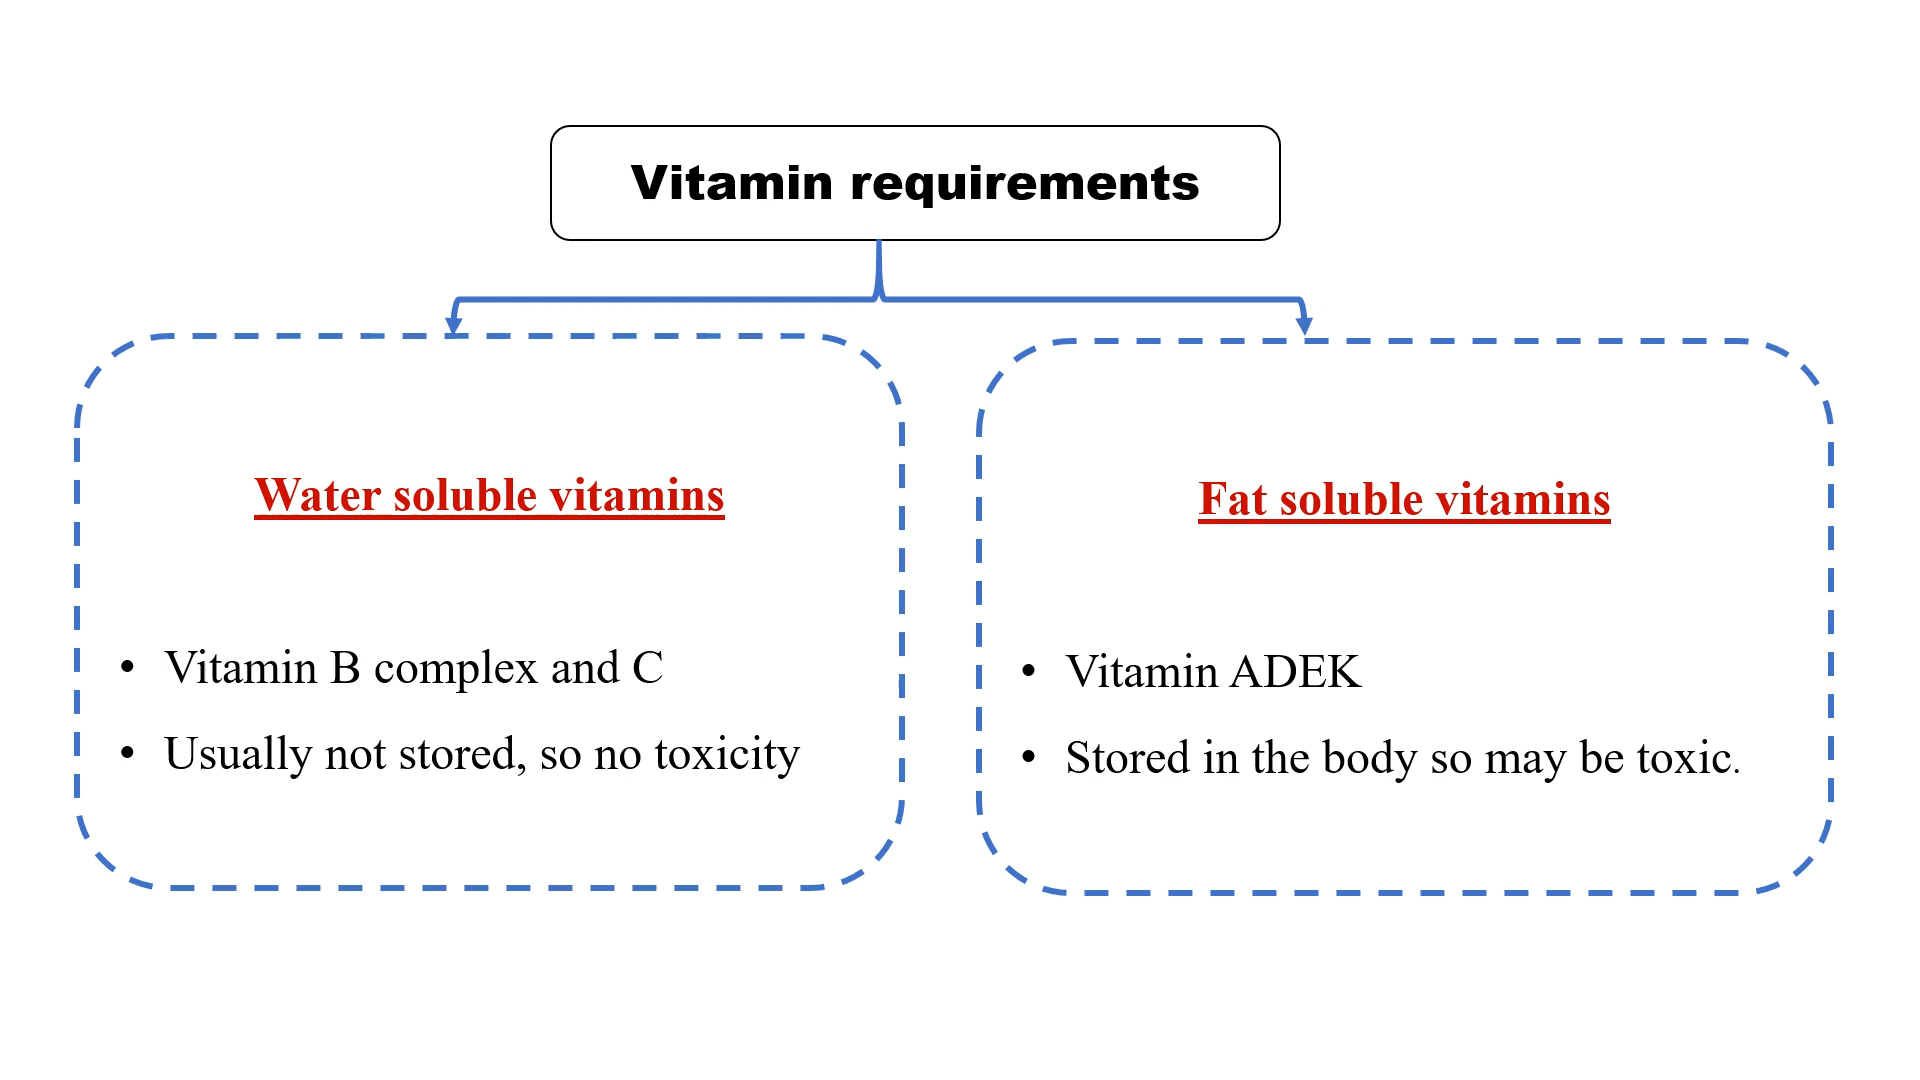 Vitamin requirements
Water soluble vitamins
• Vitamin B complex and C
• Usually not stored, so no toxicity
Fat soluble vitamins
• Vitamin ADEK
• Stored in the body so may be toxic.